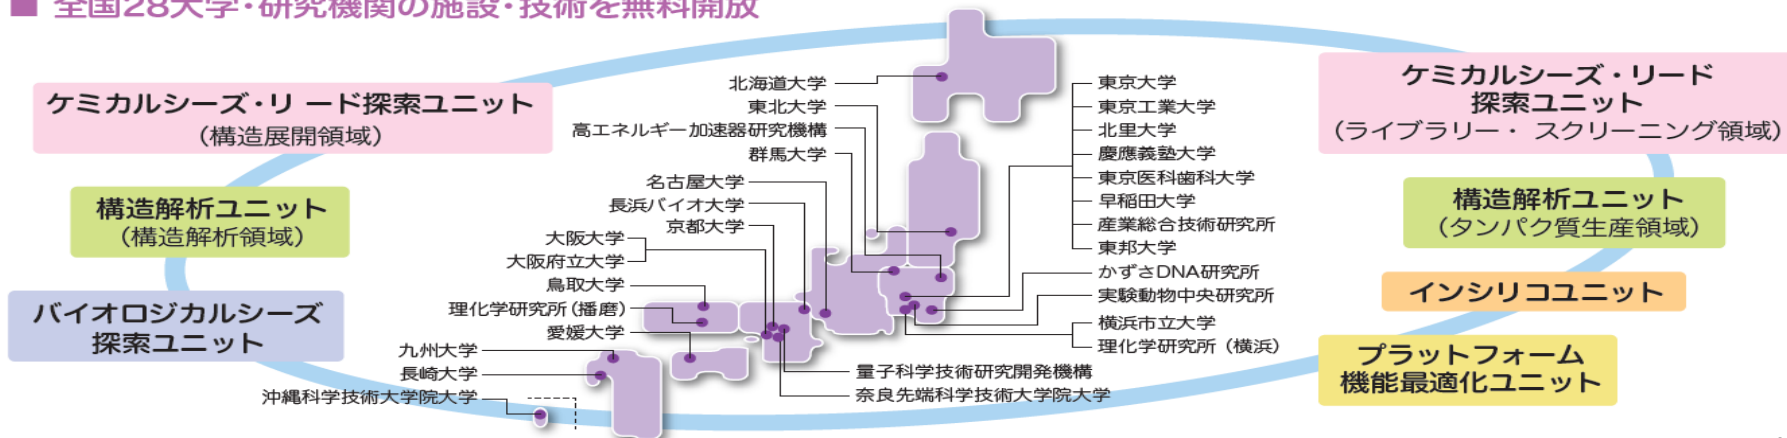 ■ 全国28大学・研究機関の施設・技術を無料開放
ケミカルシーズ・リード探索ユニット
（構造展開領域）
構造解析ユニット
（構造解析領域）
バイオロジカルシーズ
探索ユニット
北海道大学
東北大学
高エネルギー加速器研究機構
群馬大学
名古屋大学
長浜バイオ大学
京都大学
大阪大学
大阪府立大学
鳥取大学
理化学研究所（播磨）
愛媛大学
九州大学
長崎大学
沖縄科学技術大学院大学
東京大学
東京工業大学
北里大学
慶應義塾大学
東京医科歯科大学
早稲田大学
産業総合技術研究所
東邦大学
かずさDNA研究所
実験動物中央研究所
横浜市立大学
理化学研究所（横浜）
量子科学技術研究開発機構
奈良先端科学技術大学院大学
ケミカルシーズ・リード
探索ユニット
（ライブラリー・ スクリーニング領域）
構造解析ユニット
（タンパク質生産領域）
インシリコユニット
プラットフォーム
機能最適化ユニット